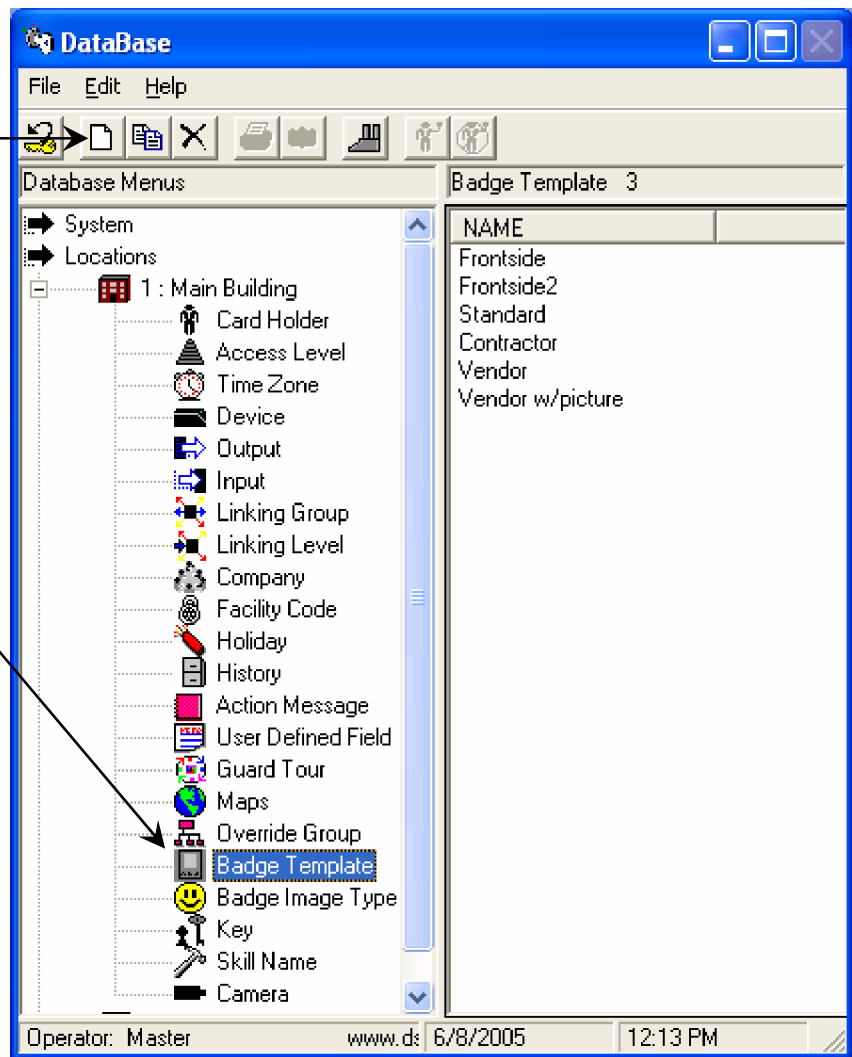 DataBase
File Edit Help
Database Menus
Badge Template 3
System
Locations
1 : Main Building
Card Holder
Access Level
Time Zone
Device
Output
Input
Linking Group
Linking Level
Company
Facility Code
Holiday
History
Action Message
User Defined Field
Guard Tour
Maps
Override Group
Badge Template
Badge Image Type
Key
Skill Name
Camera
NAME
Frontside
Frontside2
Standard
Contractor
Vendor
Vendor w/picture
Operator: Master www.ds 6/8/2005 12:13 PM